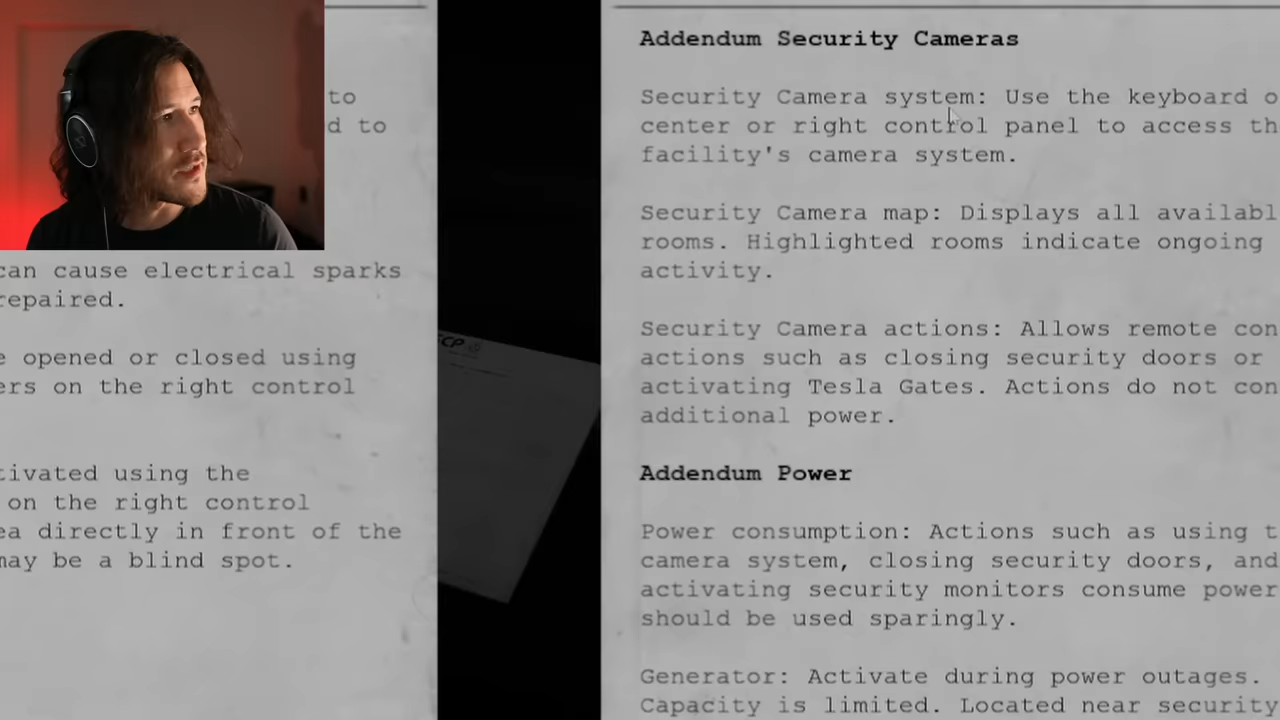 to
d to
can cause electrical sparks
repaired.
e opened or closed using
ers on the right control
tivated using the
on the right control
ea directly in front of the
may be a blind spot.
SCP
Addendum Security Cameras
Security Camera system: Use the keyboard o
center or right control panel to access th
facility's camera system.
Security Camera map: Displays all availabl
rooms. Highlighted rooms indicate ongoing
activity.
Security Camera actions: Allows remote con
actions such as closing security doors or
activating Tesla Gates. Actions do not con
additional power.
Addendum Power
Power consumption: Actions such as using t
camera system, closing security doors, and
activating security monitors consume power
should be used sparingly.
Generator: Activate during power outages.
Capacity is limited. Located near security